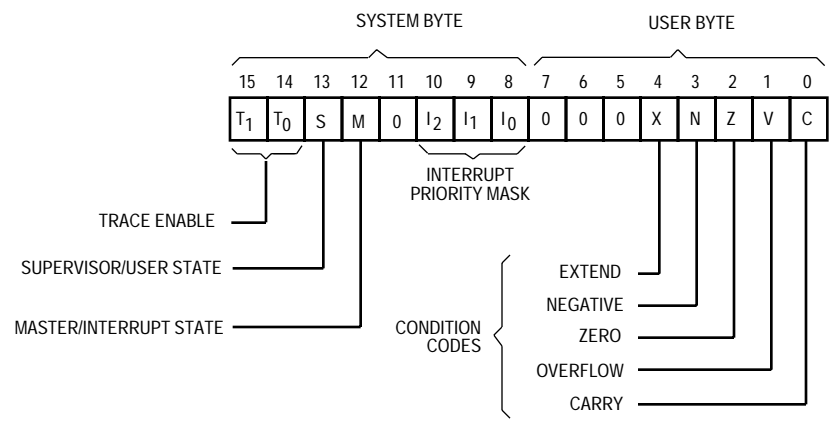 SYSTEM BYTE USER BYTE
15 14 13 12 11 10 9 8 7 6 5 4 3 2 1 0
T1 T0 S M 0 I2 I1 I0 0 0 0 X N Z V C
INTERRUPT
PRIORITY MASK
TRACE ENABLE
SUPERVISOR/USER STATE
MASTER/INTERRUPT STATE
CONDITION
CODES
EXTEND
NEGATIVE
ZERO
OVERFLOW
CARRY